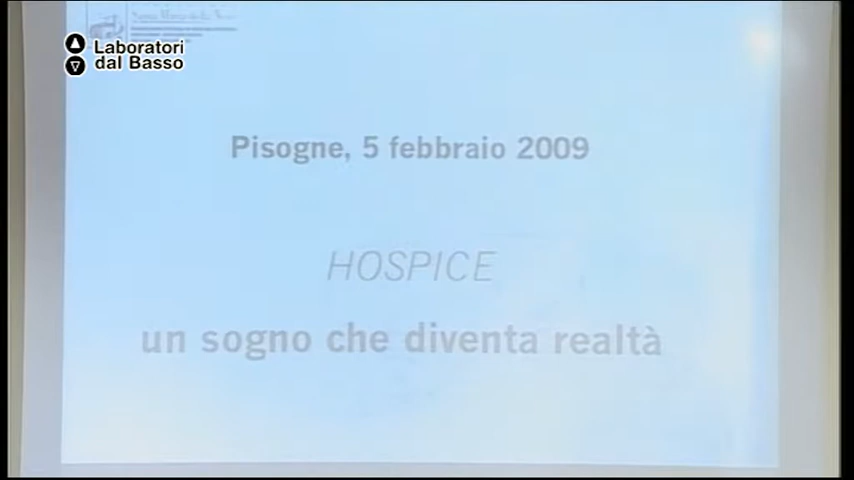 Laboratori
dal Basso
Pisogne, 5 febbraio 2009
HOSPICE
un sogno che diventa realtà